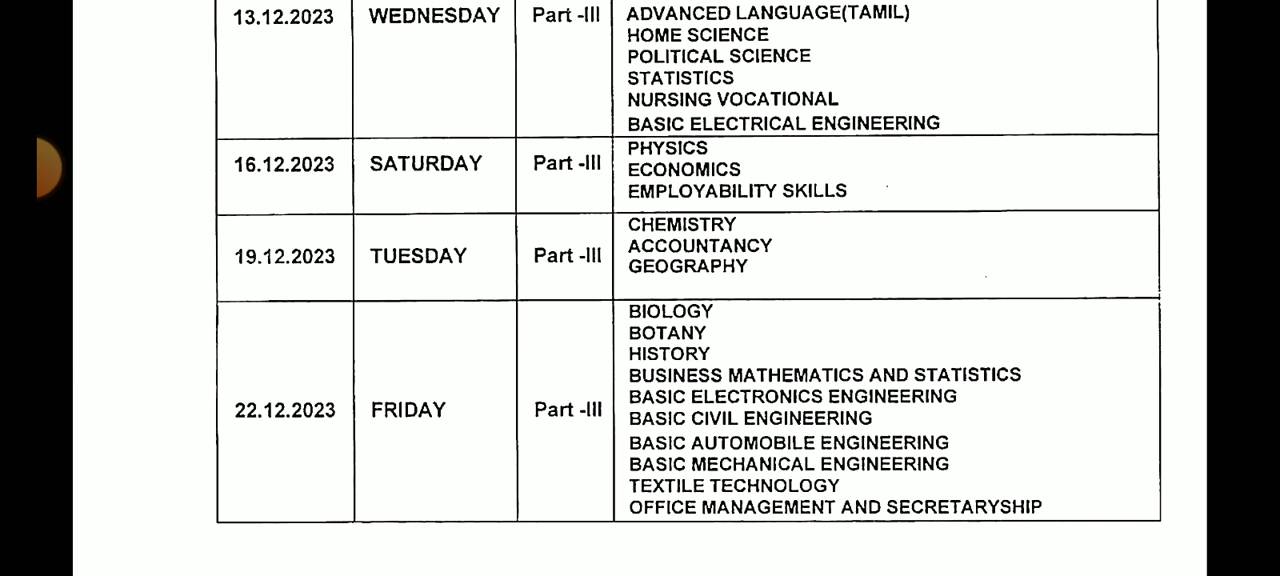 13.12.2023 WEDNESDAY Part -III ADVANCED LANGUAGE(TAMIL)
HOME SCIENCE
POLITICAL SCIENCE
STATISTICS
NURSING VOCATIONAL
BASIC ELECTRICAL ENGINEERING
16.12.2023 SATURDAY Part -III PHYSICS
ECONOMICS
EMPLOYABILITY SKILLS
19.12.2023 TUESDAY Part -III CHEMISTRY
ACCOUNTANCY
GEOGRAPHY
22.12.2023 FRIDAY Part -III BIOLOGY
BOTANY
HISTORY
BUSINESS MATHEMATICS AND STATISTICS
BASIC ELECTRONICS ENGINEERING
BASIC CIVIL ENGINEERING
BASIC AUTOMOBILE ENGINEERING
BASIC MECHANICAL ENGINEERING
TEXTILE TECHNOLOGY
OFFICE MANAGEMENT AND SECRETARYSHIP